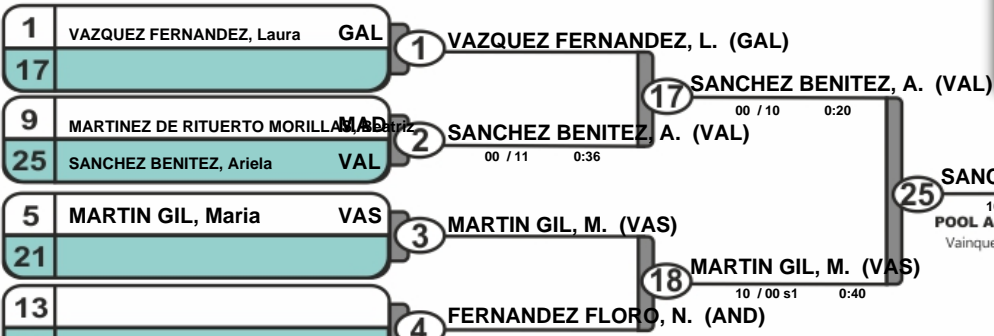 1 VAZQUEZ FERNANDEZ, Laura GAL
17
1 VAZQUEZ FERNANDEZ, L. (GAL)
17 SANCHEZ BENITEZ, A. (VAL)
00 / 10 0:20
9 MARTINEZ DE RITUERTO MORILLAS, Beatriz MAD
25 SANCHEZ BENITEZ, Ariela VAL
2 SANCHEZ BENITEZ, A. (VAL)
00 / 11 0:36
25 SANC
POOL A
Vainque
5 MARTIN GIL, Maria VAS
21
3 MARTIN GIL, M. (VAS)
18 MARTIN GIL, M. (VAS)
10 / 00 s1 0:40
13
4 FERNANDEZ FLORO, N. (AND)